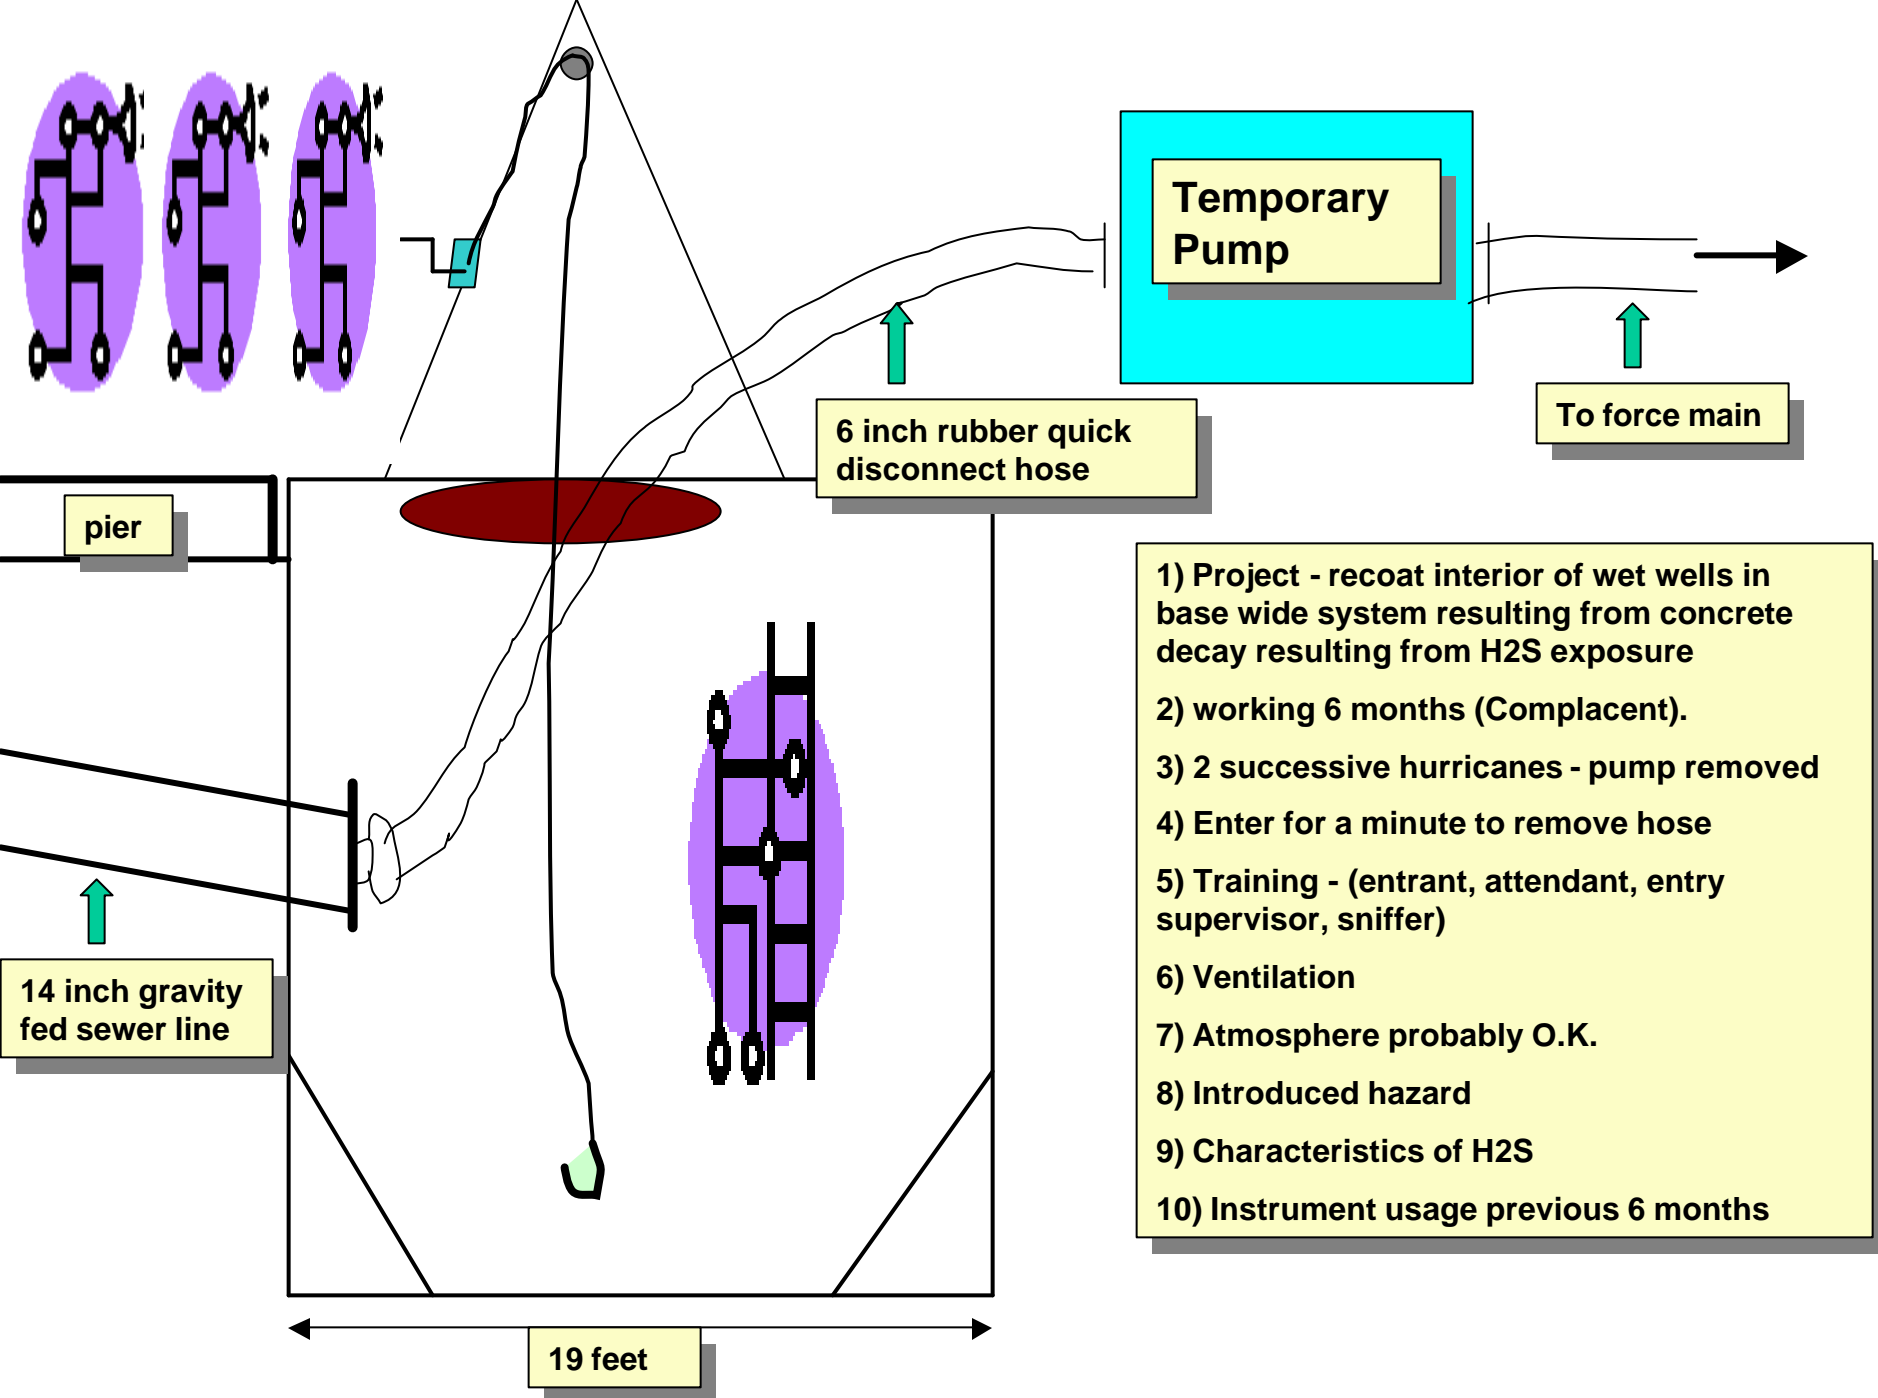 Temporary
Pump
6 inch rubber quick
disconnect hose
To force main
pier
14 inch gravity
fed sewer line
1) Project - recoat interior of wet wells in
base wide system resulting from concrete
decay resulting from H2S exposure
2) working 6 months (Complacent).
3) 2 successive hurricanes - pump removed
4) Enter for a minute to remove hose
5) Training - (entrant, attendant, entry
supervisor, sniffer)
6) Ventilation
7) Atmosphere probably O.K.
8) Introduced hazard
9) Characteristics of H2S
10) Instrument usage previous 6 months
19 feet